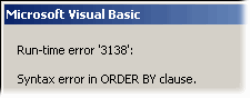 Microsoft Visual Basic
Run-time error '3138':
Syntax error in ORDER BY clause.